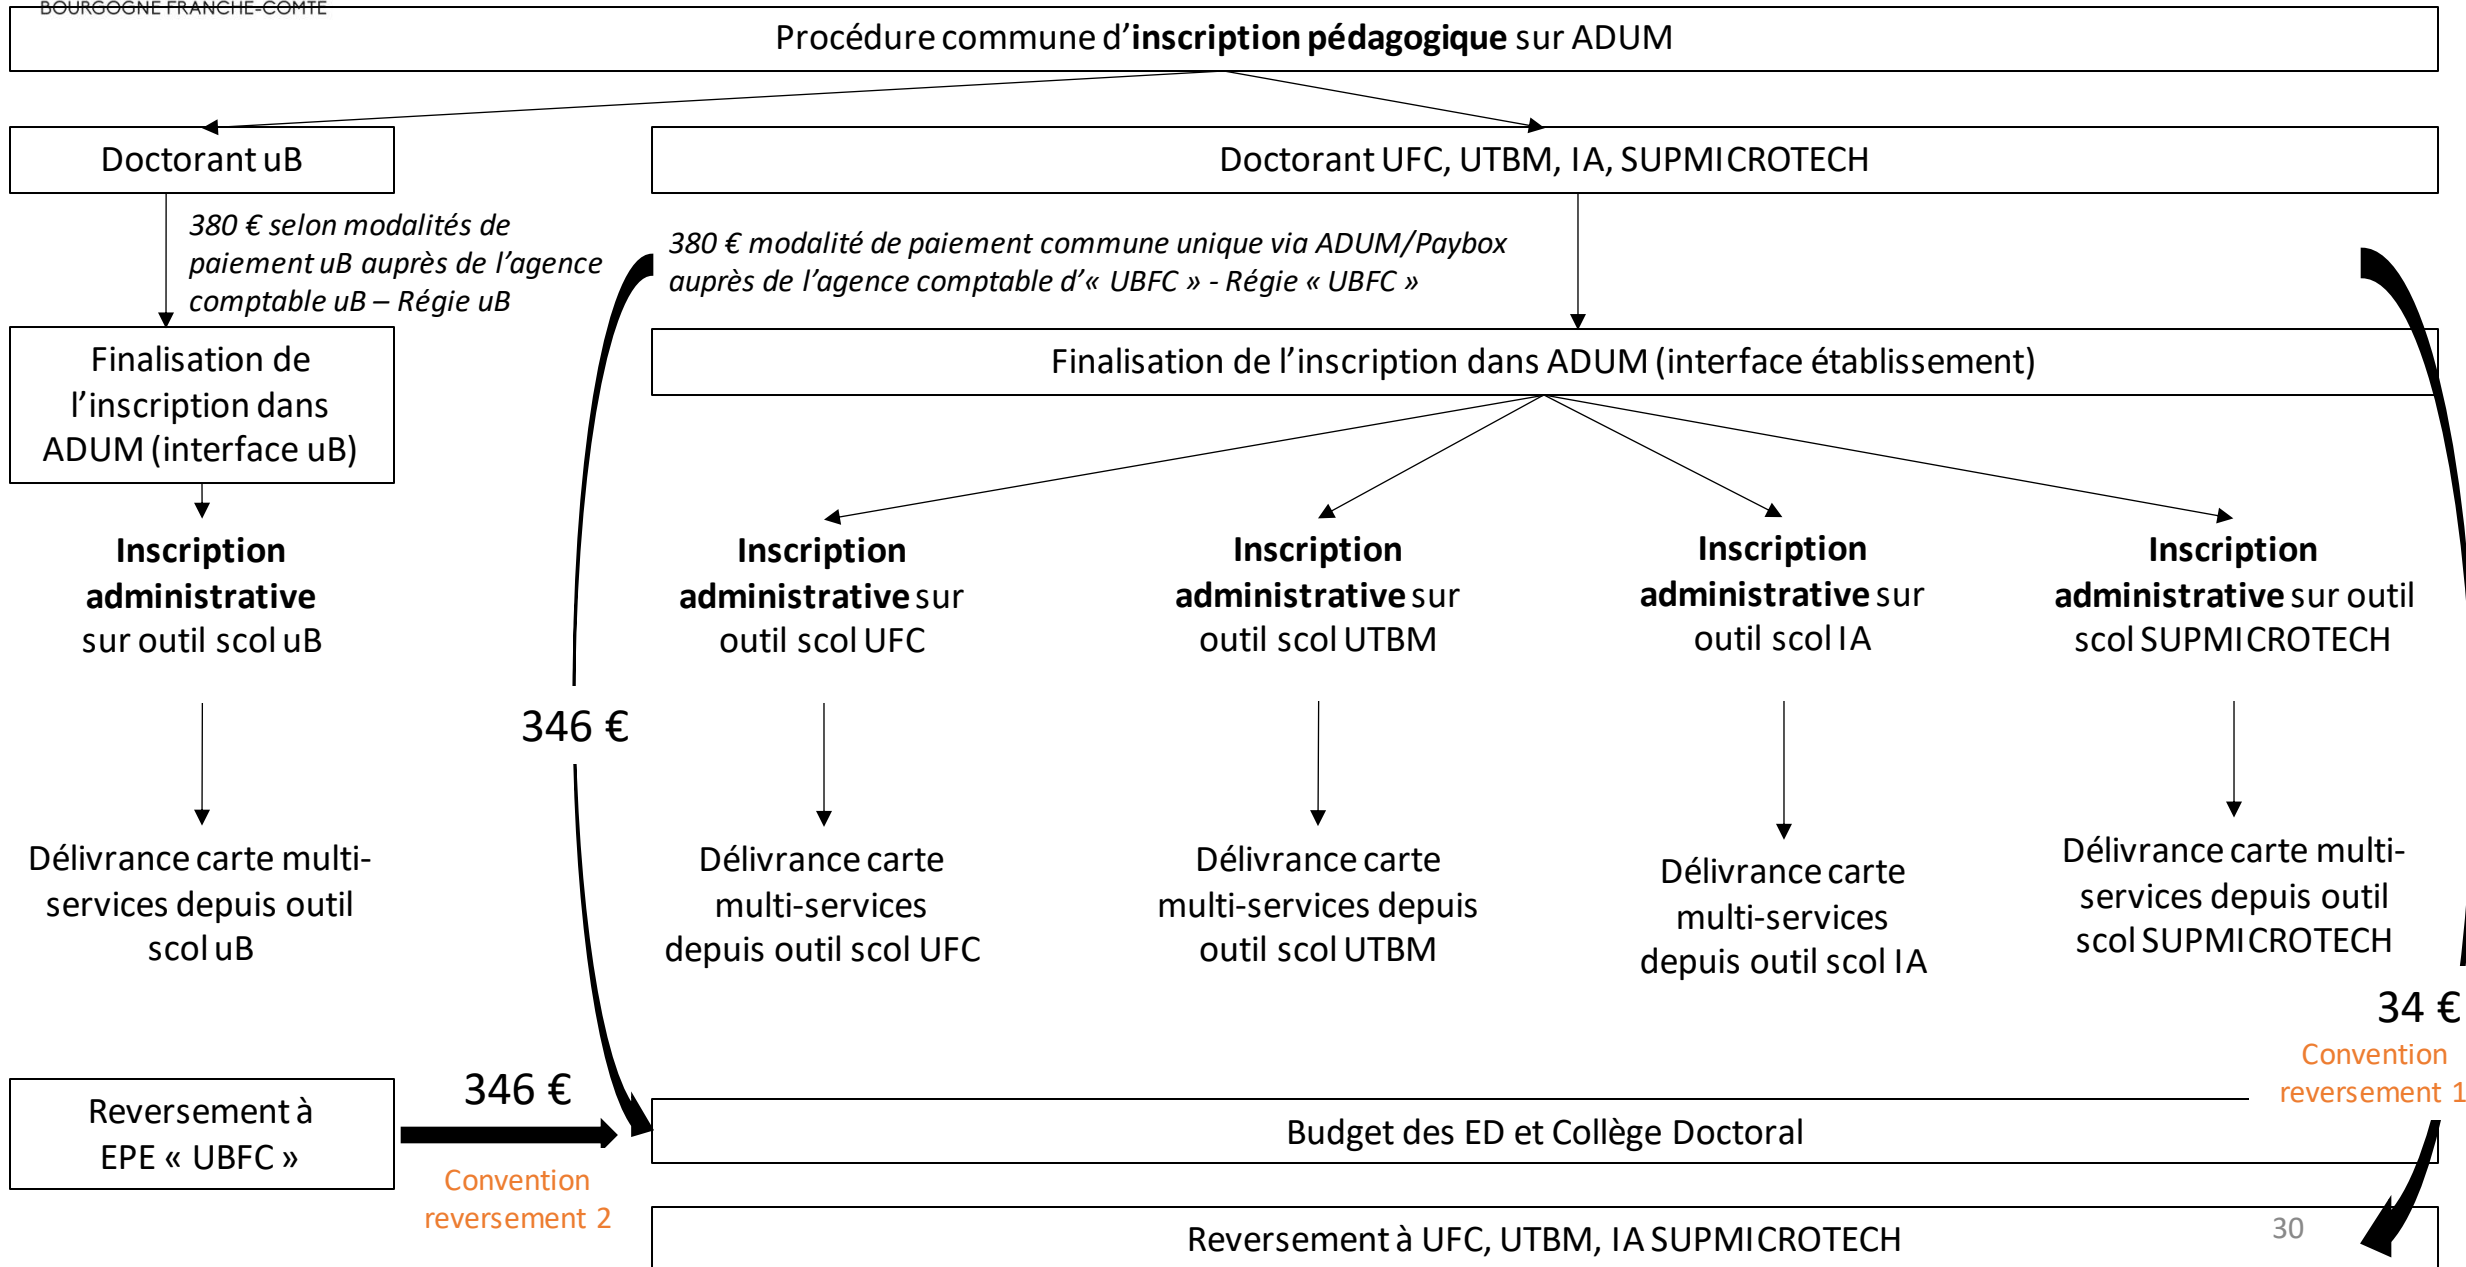 BOURGOGNE FRANCHE-COMTE
Procédure commune d’inscription pédagogique sur ADUM
Doctorant uB
Doctorant UFC, UTBM, IA, SUPMICROTECH
380 € selon modalités de
paiement uB auprès de l’agence
comptable uB – Régie uB
380 € modalité de paiement commune unique via ADUM/Paybox
auprès de l’agence comptable d’« UBFC » - Régie « UBFC »
Finalisation de
l’inscription dans
ADUM (interface uB)
Finalisation de l’inscription dans ADUM (interface établissement)
Inscription
administrative
sur outil scol uB
Inscription
administrative sur
outil scol UFC
Inscription
administrative sur
outil scol UTBM
Inscription
administrative sur
outil scol IA
Inscription
administrative sur outil
scol SUPMICROTECH
346 €
Délivrance carte multi-
services depuis outil
scol uB
Délivrance carte
multi-services
depuis outil scol UFC
Délivrance carte
multi-services depuis
outil scol UTBM
Délivrance carte
multi-services
depuis outil scol IA
Délivrance carte multi-
services depuis outil
scol SUPMICROTECH
34 €
Convention
reversement 1
Reversement à
EPE « UBFC »
346 €
Convention
reversement 2
Budget des ED et Collège Doctoral
Reversement à UFC, UTBM, IA SUPMICROTECH
30